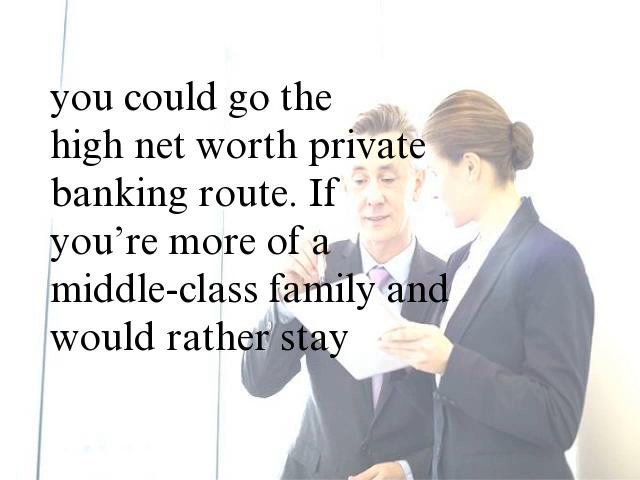 you could go the
high net worth private
banking route. If
you’re more of a
middle-class family and
would rather stay